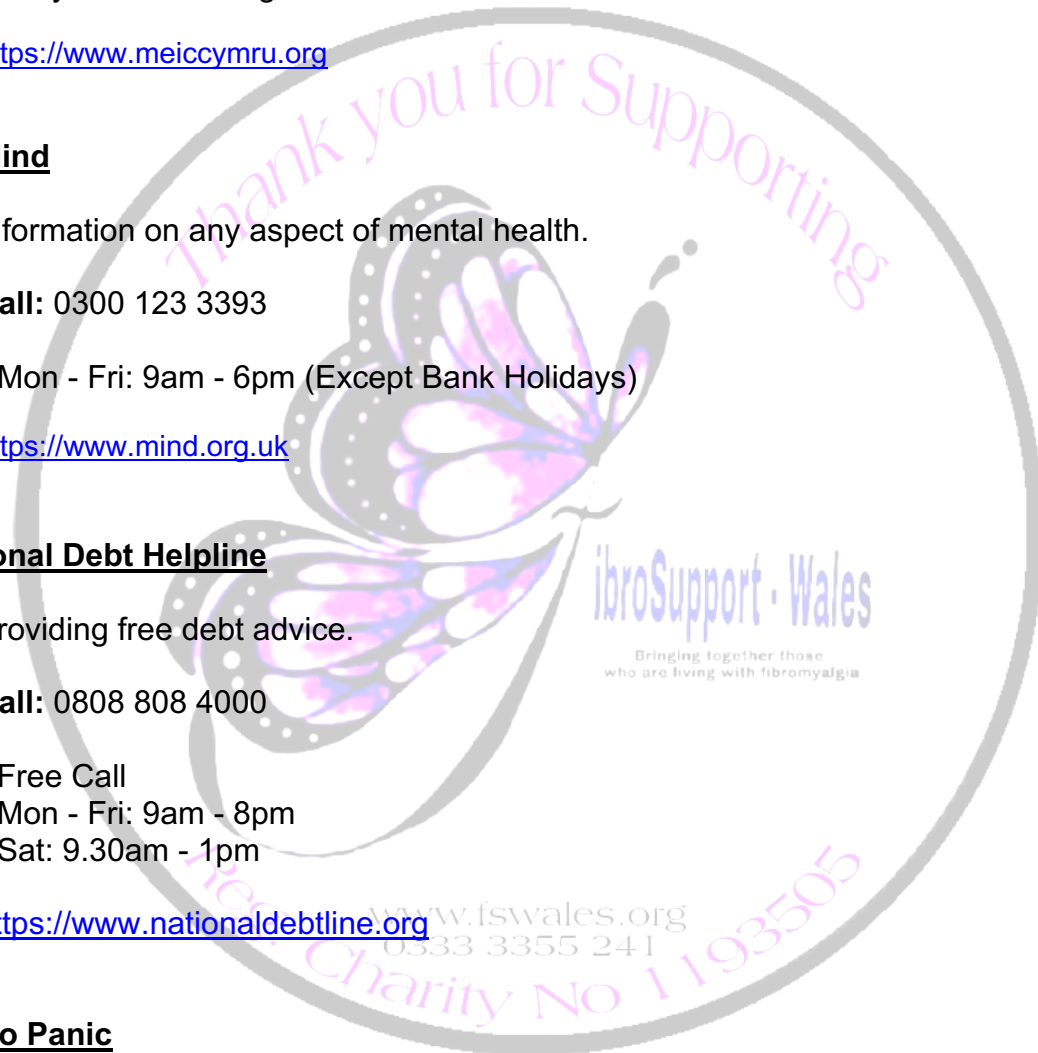 tps://www.meiccymru.org
Thank you for Supporting
ind
formation on any aspect of mental health.
all: 0300 123 3393
Mon - Fri: 9am - 6pm (Except Bank Holidays)
tps://www.mind.org.uk
onal Debt Helpline
ibroSupport - Wales
roviding free debt advice.
Bringing together those
who are living with fibromyalgia
all: 0808 808 4000
Free Call
Mon - Fri: 9am - 8pm
Sat: 9.30am - 1pm
ttps://www.nationaldebtline.org
www.fswales.org
0333 3355 241
Reg. Charity No 1193505
o Panic